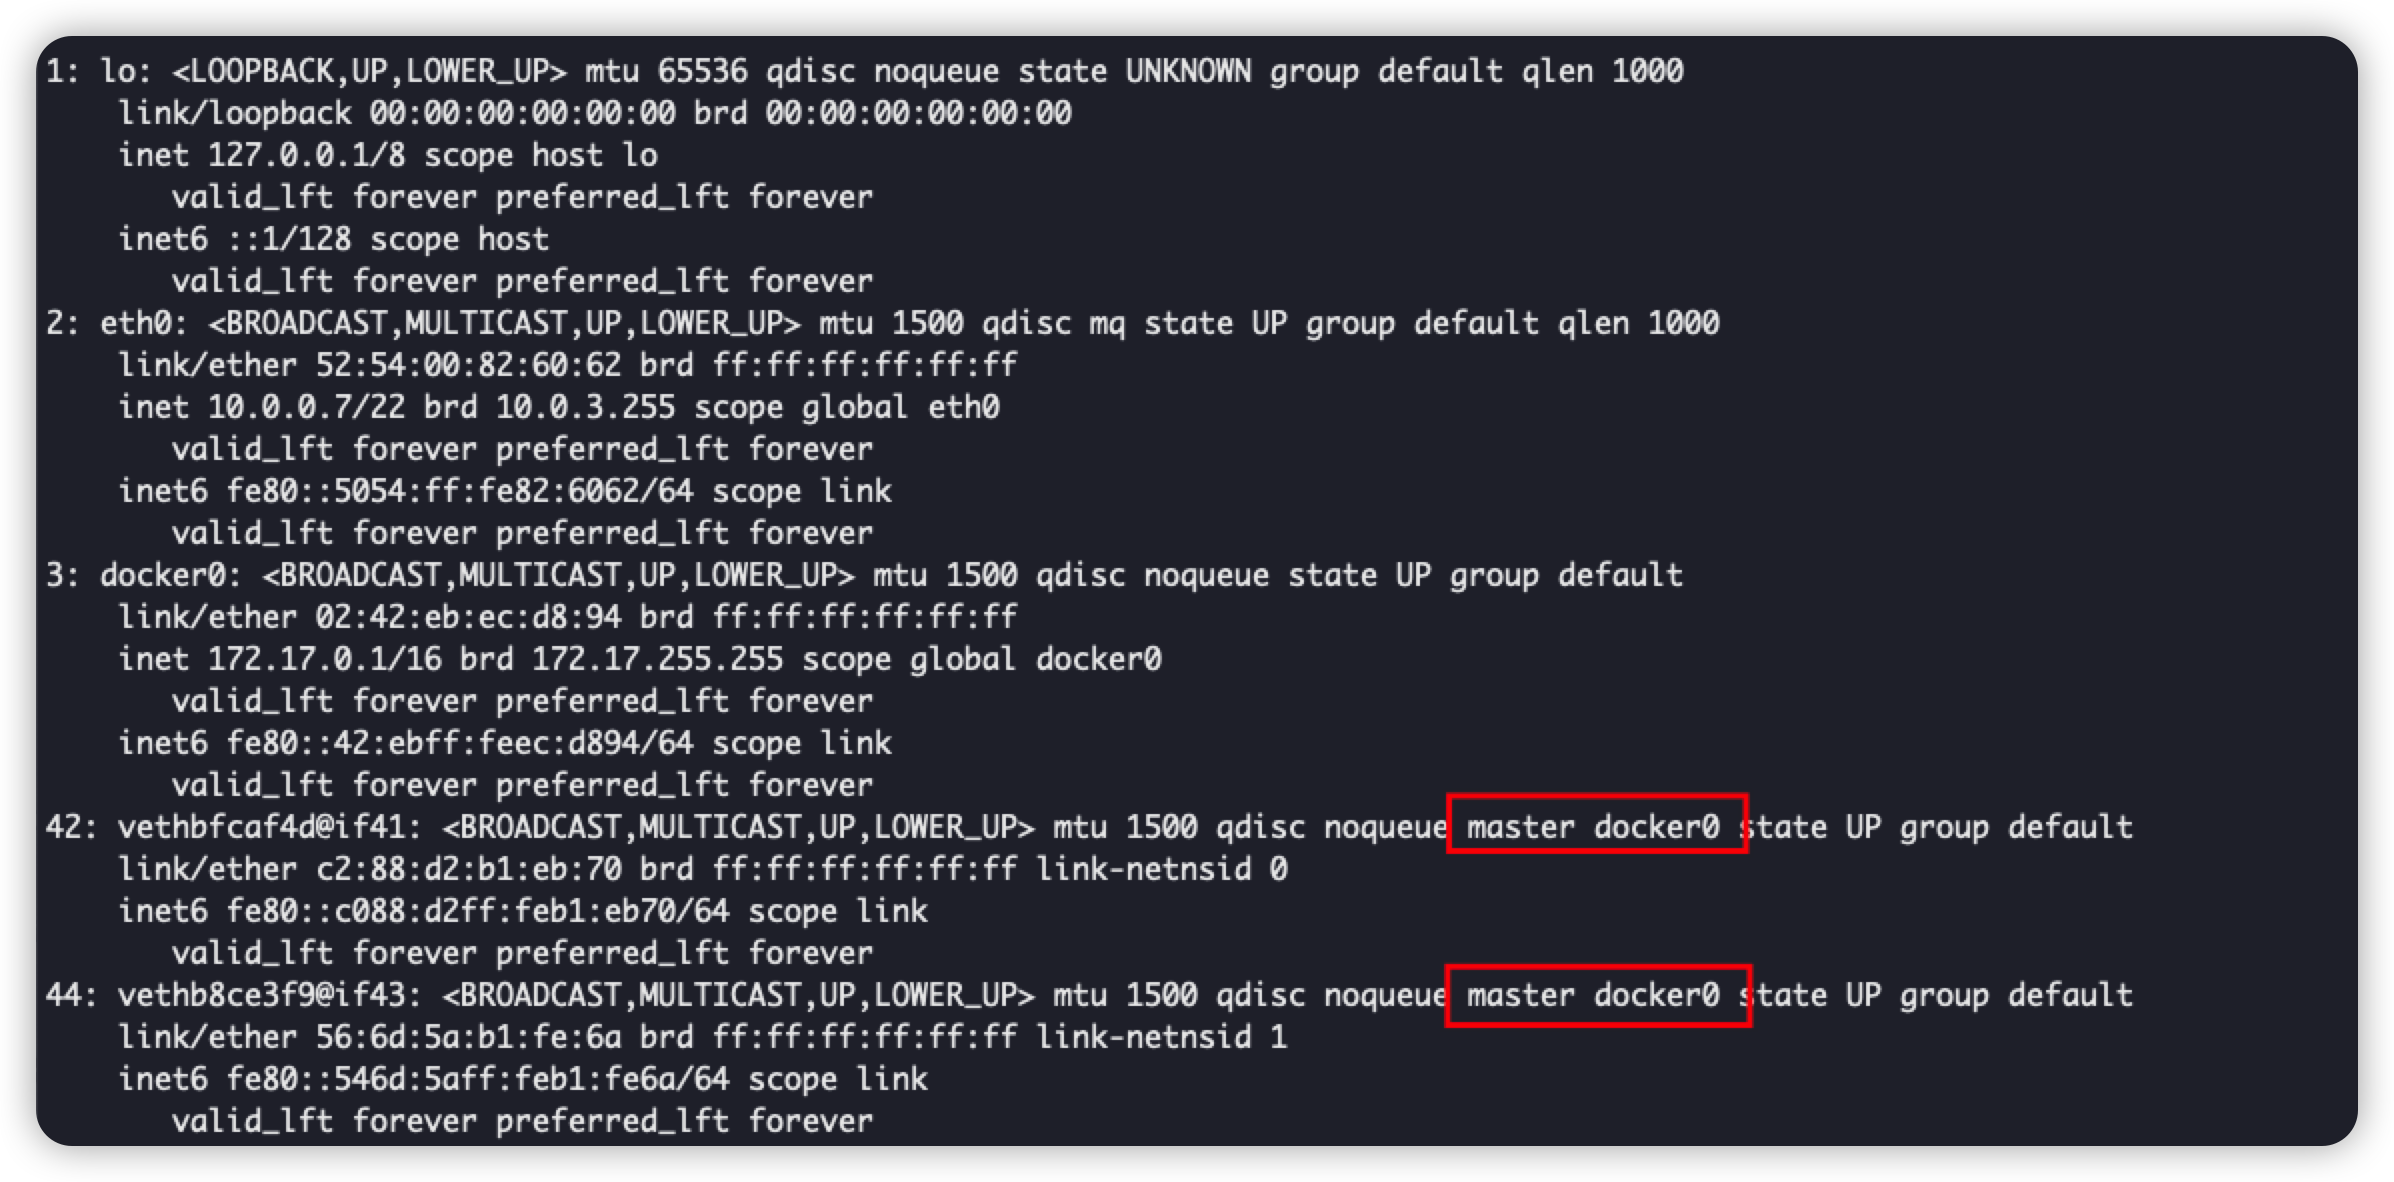 1: lo: <LOOPBACK,UP,LOWER_UP> mtu 65536 qdisc noqueue state UNKNOWN group default qlen 1000
    link/loopback 00:00:00:00:00:00 brd 00:00:00:00:00:00
    inet 127.0.0.1/8 scope host lo
       valid_lft forever preferred_lft forever
    inet6 ::1/128 scope host
       valid_lft forever preferred_lft forever
2: eth0: <BROADCAST,MULTICAST,UP,LOWER_UP> mtu 1500 qdisc mq state UP group default qlen 1000
    link/ether 52:54:00:82:60:62 brd ff:ff:ff:ff:ff:ff
    inet 10.0.0.7/22 brd 10.0.3.255 scope global eth0
       valid_lft forever preferred_lft forever
    inet6 fe80::5054:ff:fe82:6062/64 scope link
       valid_lft forever preferred_lft forever
3: docker0: <BROADCAST,MULTICAST,UP,LOWER_UP> mtu 1500 qdisc noqueue state UP group default
    link/ether 02:42:eb:ec:d8:94 brd ff:ff:ff:ff:ff:ff
    inet 172.17.0.1/16 brd 172.17.255.255 scope global docker0
       valid_lft forever preferred_lft forever
    inet6 fe80::42:ebff:feec:d894/64 scope link
       valid_lft forever preferred_lft forever
42: vethbfcaf4d@if41: <BROADCAST,MULTICAST,UP,LOWER_UP> mtu 1500 qdisc noqueue master docker0 state UP group default
    link/ether c2:88:d2:b1:eb:70 brd ff:ff:ff:ff:ff:ff link-netnsid 0
    inet6 fe80::c088:d2ff:feb1:eb70/64 scope link
       valid_lft forever preferred_lft forever
44: vethb8ce3f9@if43: <BROADCAST,MULTICAST,UP,LOWER_UP> mtu 1500 qdisc noqueue master docker0 state UP group default
    link/ether 56:6d:5a:b1:fe:6a brd ff:ff:ff:ff:ff:ff link-netnsid 1
    inet6 fe80::546d:5aff:feb1:fe6a/64 scope link
       valid_lft forever preferred_lft forever